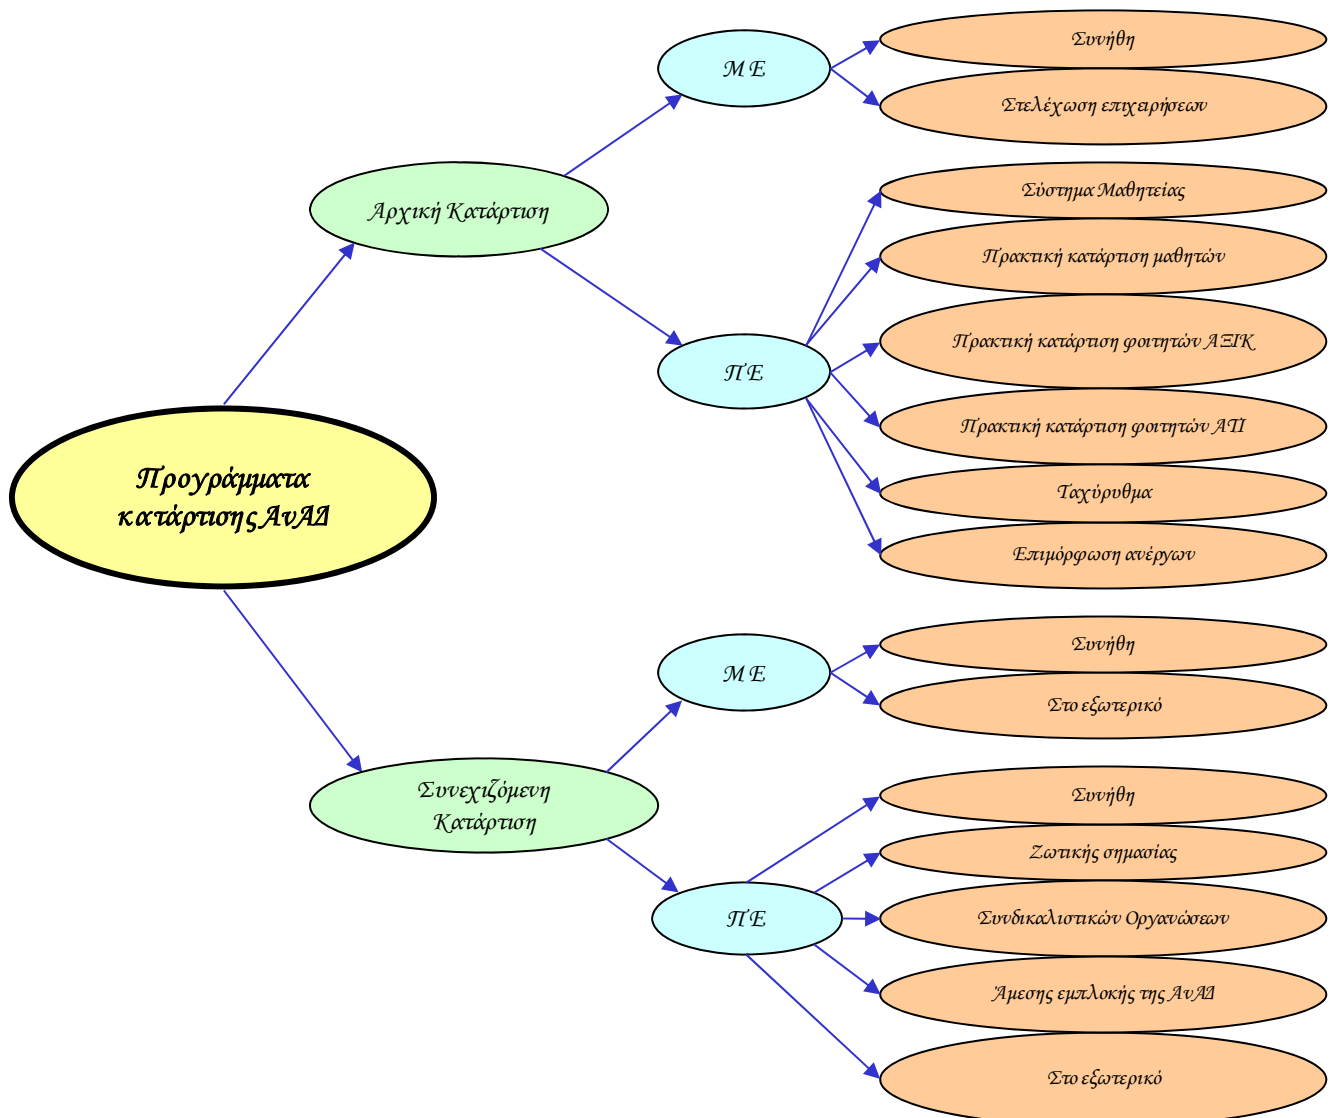 Προγράμματα
κατάρτισης ΑνΑΔ
Αρχική Κατάρτιση
ΜΕ
Συνήθη
Στελέχωση επιχειρήσεων
ΠΕ
Σύστημα Μαθητείας
Πρακτική κατάρτιση μαθητών
Πρακτική κατάρτιση φοιτητών ΑΞΙΚ
Πρακτική κατάρτιση φοιτητών ΑΤΙ
Ταχύρυθμα
Επιμόρφωση ανέργων
Συνεχιζόμενη
Κατάρτιση
ΜΕ
Συνήθη
Στο εξωτερικό
ΠΕ
Συνήθη
Ζωτικής σημασίας
Συνδικαλιστικών Οργανώσεων
Άμεσης εμπλοκής της ΑνΑΔ
Στο εξωτερικό